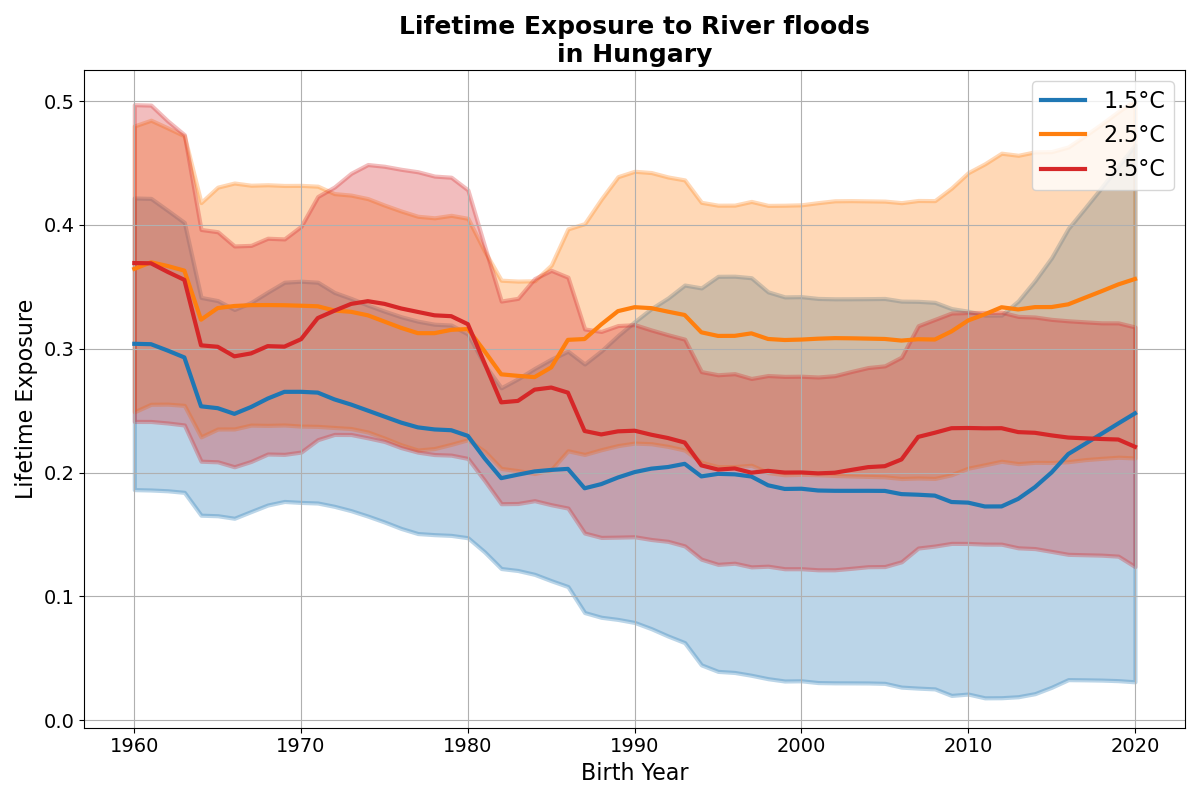 Lifetime Exposure to River floods
in Hungary
1.5°C
2.5°C
3.5°C
Lifetime Exposure
0.5
0.4
0.3
0.2
0.1
0.0
1960 1970 1980 1990 2000 2010 2020
Birth Year